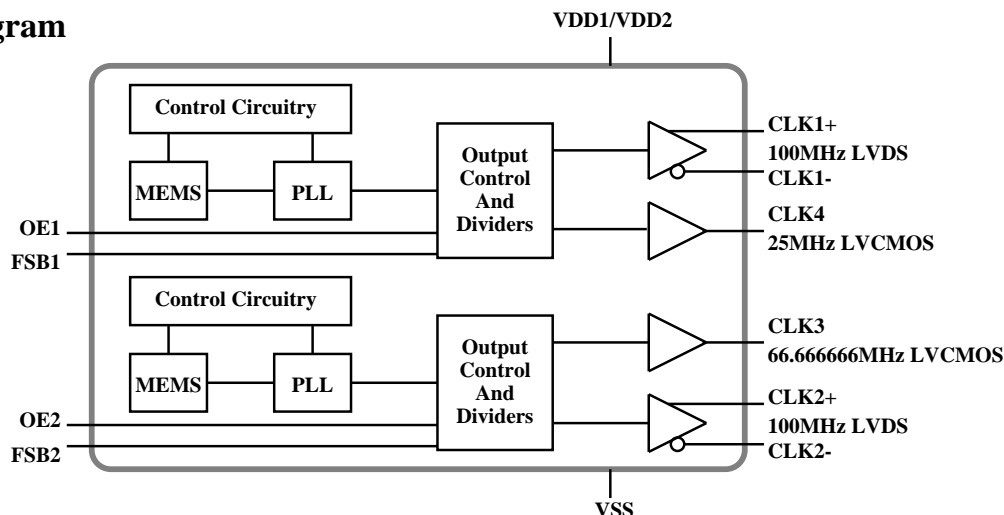 gram
VDD1/VDD2
Control Circuitry
MEMS
PLL
Output
Control
And
Dividers
OE1
FSB1
CLK1+
100MHz LVDS
CLK1-
CLK4
25MHz LVCMOS
Control Circuitry
MEMS
PLL
Output
Control
And
Dividers
OE2
FSB2
CLK3
66.666666MHz LVCMOS
CLK2+
100MHz LVDS
CLK2-
VSS